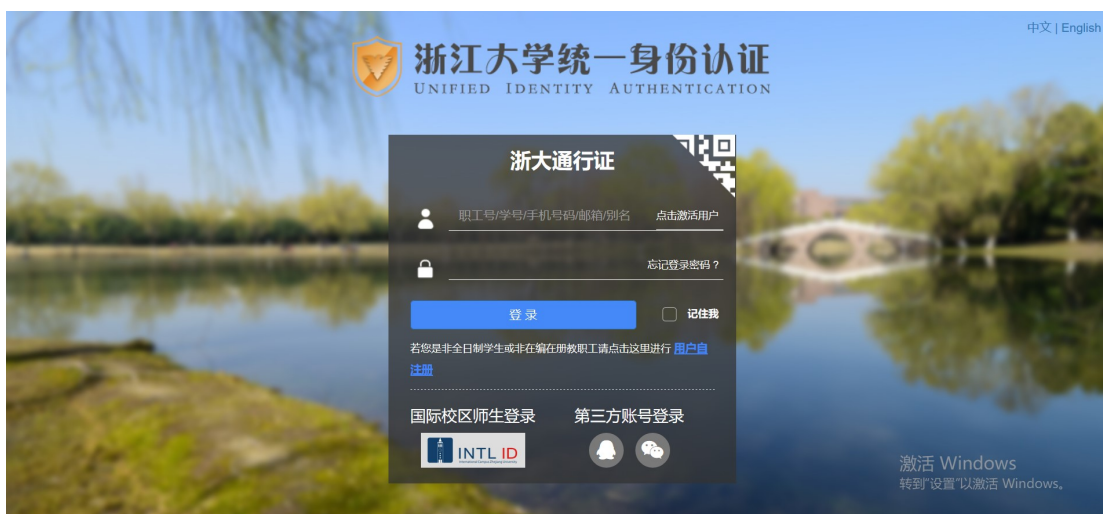 中文 | English
浙江大学统一身份认证
UNIFIED IDENTITY AUTHENTICATION
浙大通行证
职工号/学号/手机号码/邮箱/别名 点击激活用户
忘记登录密码？
登 录 记住我
若您是非全日制学生或非在编在册教职工请点击这里进行 用户自
注册
国际校区师生登录 第三方账号登录
INTL ID
激活 Windows
转到"设置"以激活 Windows。